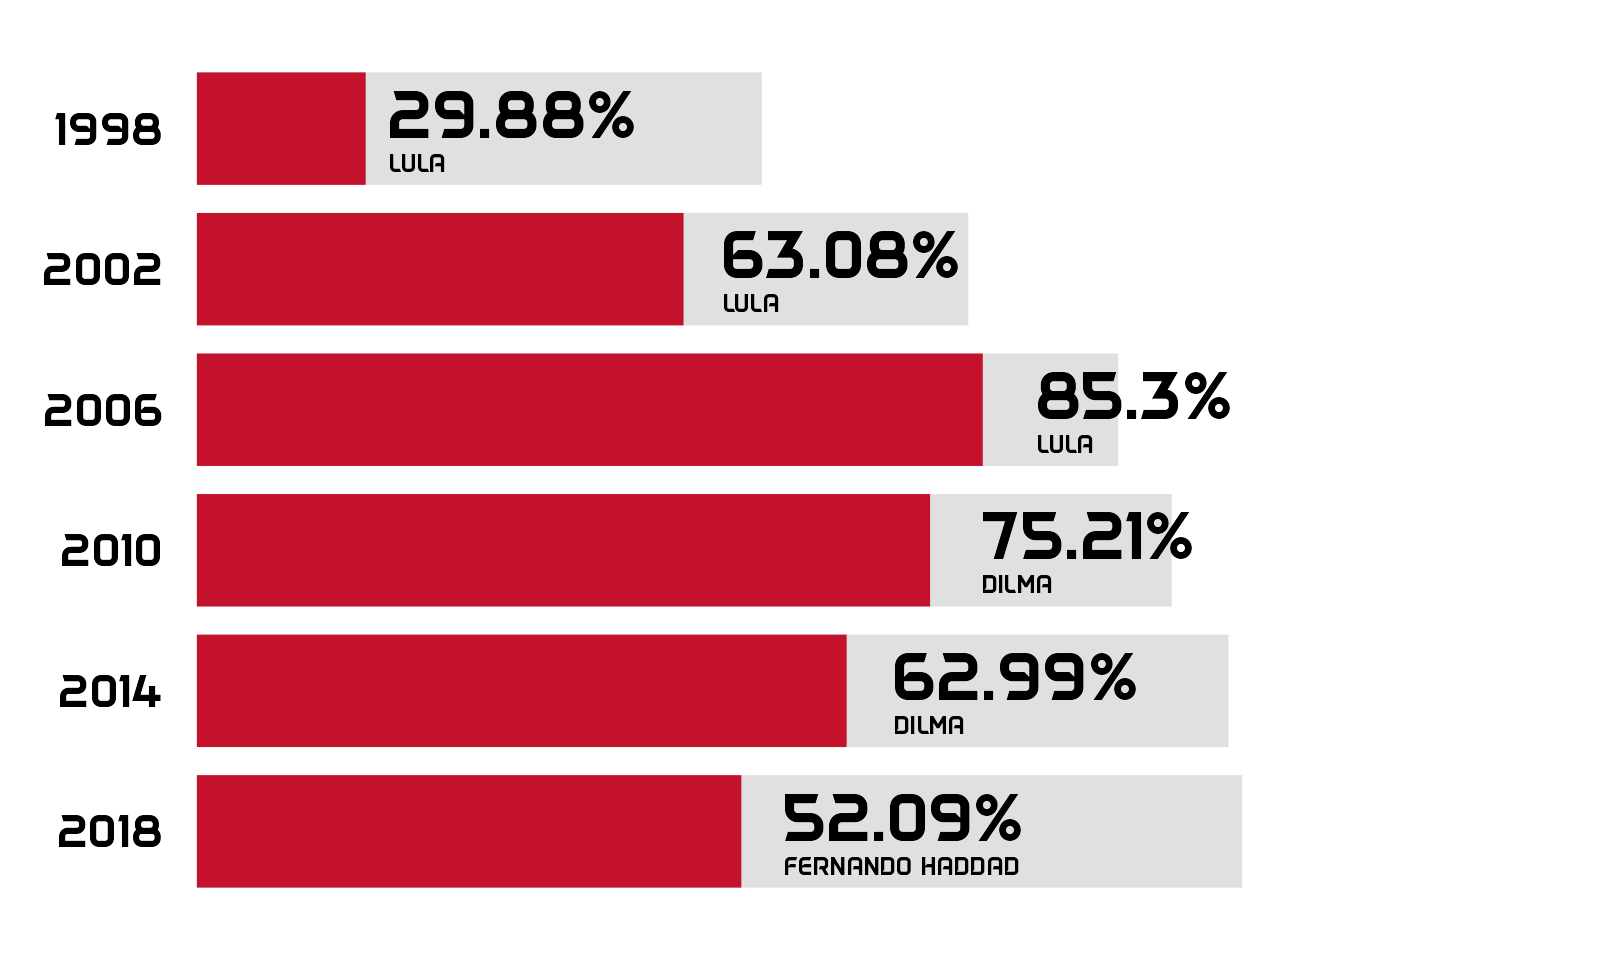 1998
29.88%
LULA
2002
63.08%
LULA
2006
85.3%
LULA
2010
75.21%
DILMA
2014
62.99%
DILMA
2018
52.09%
FERNANDO HADDAD